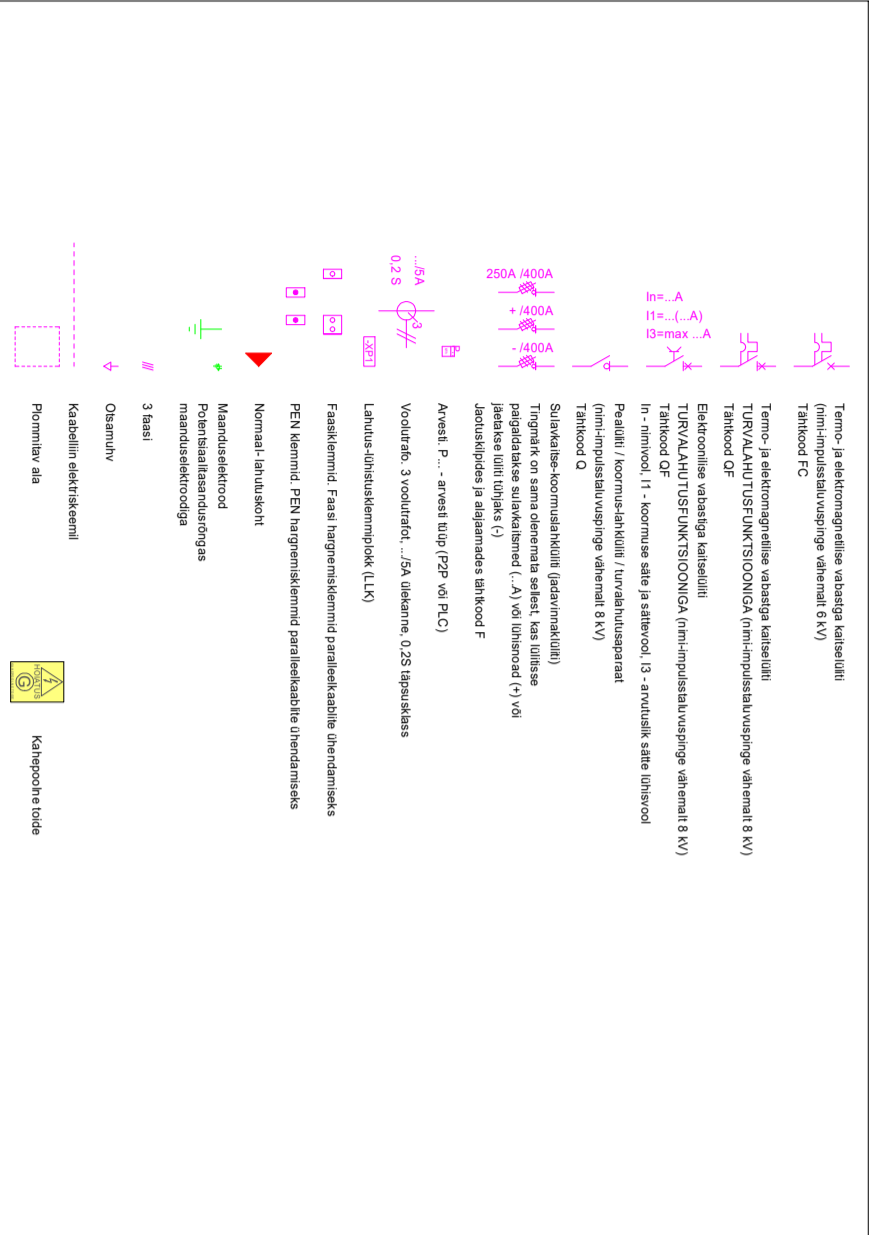 Termo- ja elektromagnetilise vabastga kaitselüliti
(nimi-impulsstaluvuspinge vähemalt 6 kV)
Tähtkood FC
Termo- ja elektromagnetilise vabastga kaitselüliti
TURVALAHUTUSFUNKTSIOONIGA (nimi-impulsstaluvuspinge vähemalt 8 kV)
Tähtkood QF
In=...A
I1=...(...A)
I3=max ...A
Elektroonilise vabastiga kaitselüliti
TURVALAHUTUSFUNKTSIOONIGA (nimi-impulsstaluvuspinge vähemalt 8 kV)
Tähtkood QF
In - nimivool, I1 - koormuse säte ja sättevool, I3 - arvutuslik sätte lühisvool
Pealüliti / koormus-lahklüliti / turvalahutusaparaat
(nimi-impulsstaluvuspinge vähemalt 8 kV)
Tähtkood Q
250A /400A
+ /400A
- /400A
Sulavkaitse-koormuslahklüliti (jadavinnaklüliti)
Tingmärk on sama olenemata sellest, kas lülitisse
paigaldatakse sulavkaitsmed (...A) või lühisnoad (+) või
jäetakse lüliti tühjaks (-)
Jaotuskilpides ja alajaamades tähtkood F
Arvesti. P... - arvesti tüüp (P2P või PLC)
.../5A
0,2 S
3
Voolutrafo. 3 voolutrafot, .../5A ülekanne, 0,2S täpsusklass
-XP1
Lahutus-lühistusklemmiplokk (LLK)
Faasiklemmid. Faasi hargnemisklemmid paralleelkaablite ühendamiseks
PEN klemmid. PEN hargnemisklemmid paralleelkaablite ühendamiseks
Normaal- lahutuskoht
Maanduselektrood
Potentsiaalitasandusrõngas
maanduselektroodiga
3 faasi
Otsamuhv
Kaabelliin elektriskeemil
Plommitav ala
HOIATUS
G
Kahepoolne toide